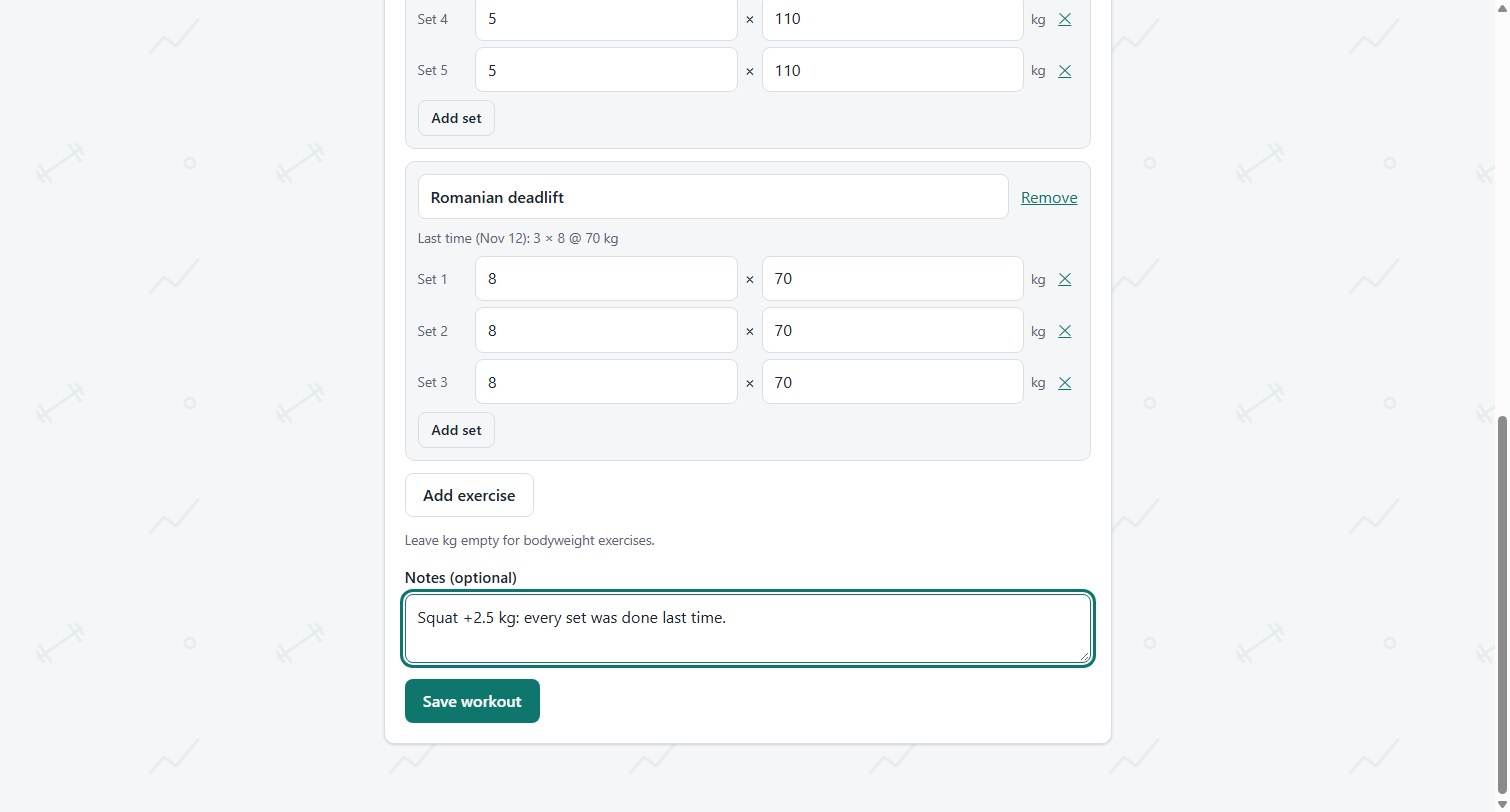 Set 4 5 × 110 kg ×
Set 5 5 × 110 kg ×
Add set
Romanian deadlift Remove
Last time (Nov 12): 3 × 8 @ 70 kg
Set 1 8 × 70 kg ×
Set 2 8 × 70 kg ×
Set 3 8 × 70 kg ×
Add set
Add exercise
Leave kg empty for bodyweight exercises.
Notes (optional)
Squat +2.5 kg: every set was done last time.
Save workout